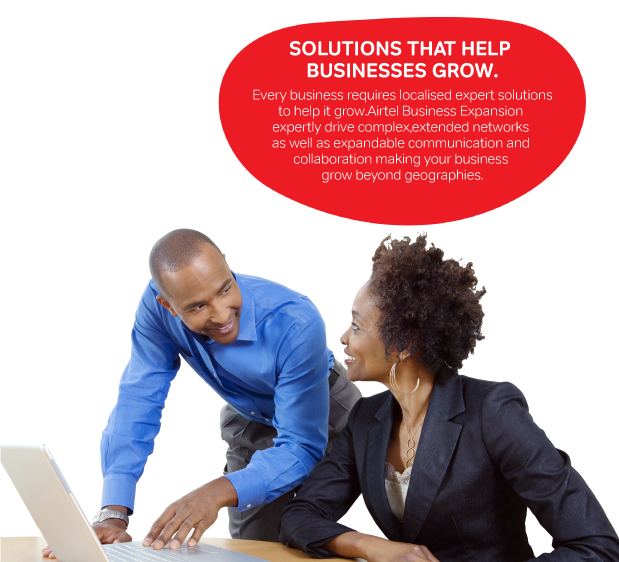 SOLUTIONS THAT HELP
BUSINESSES GROW.
Every business requires localised expert solutions
to help it grow.Airtel Business Expansion
expertly drive complex,extended networks
as well as expandable communication and
collaboration making your business
grow beyond geographies.